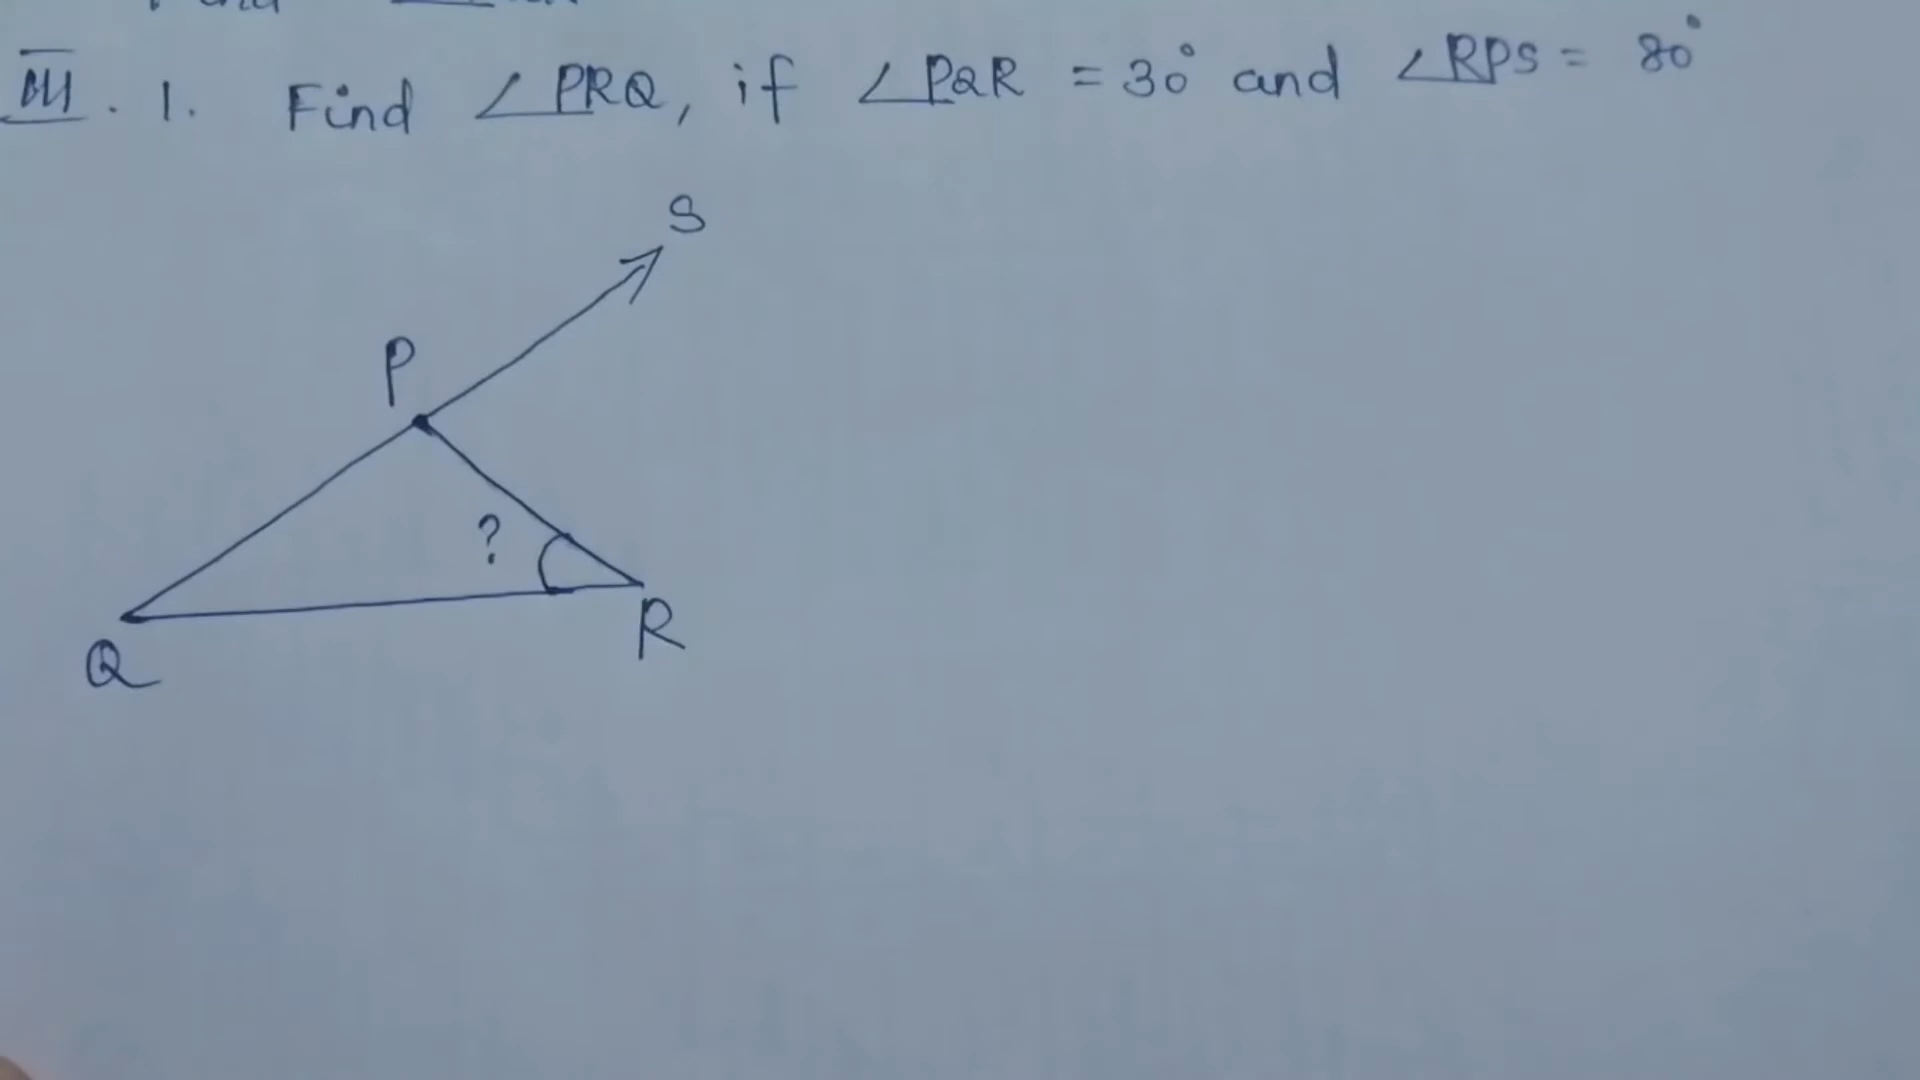 III. 1. Find ∠PRQ, if ∠PQR = 30° and ∠RPS = 80°
S
P
?
R
Q